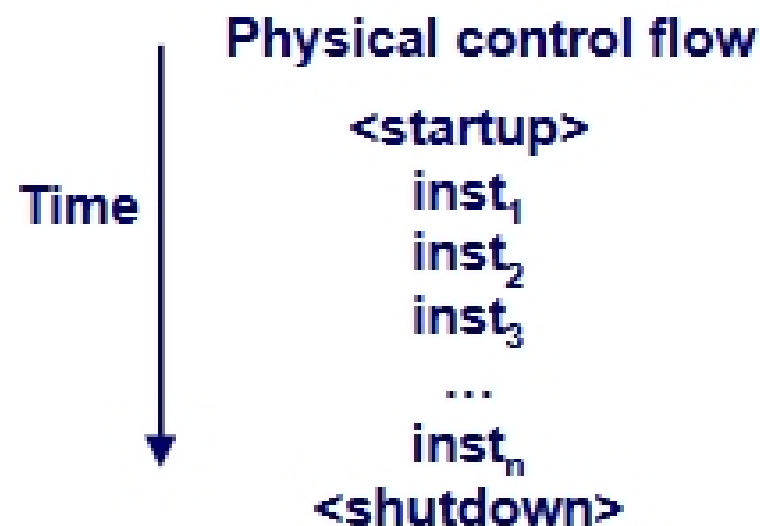 Physical control flow
<startup>
Time
inst₁
inst₂
inst₃
...
instₙ
<shutdown>